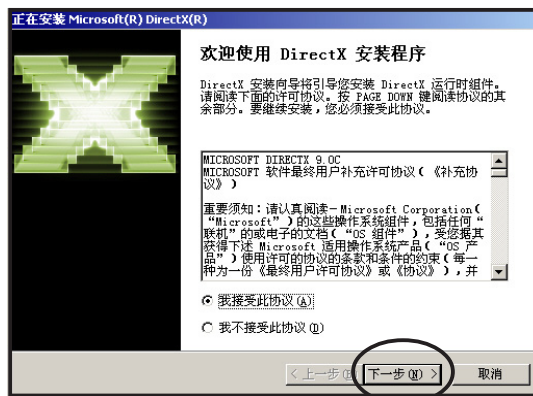 正在安装 Microsoft(R) DirectX(R)
欢迎使用 DirectX 安装程序
DirectX 安装向导将引导您安装 DirectX 运行时组件。
请阅读下面的许可协议。按 PAGE DOWN 键阅读协议的其
余部分。要继续安装，您必须接受此协议。
MICROSOFT DIRECTX 9.0C
MICROSOFT 软件最终用户补充许可协议(《补充协
议》)
重要须知：请认真阅读－Microsoft Corporation(
“Microsoft”)的这些操作系统组件，包括任何“
联机”的或电子的文档(“OS 组件”)，受您据其
获得下述 Microsoft 适用操作系统产品(“OS 产
品”)使用许可的协议的条款和条件的约束(每一
种为一份《最终用户许可协议》或《协议》)，并
我接受此协议(A)
我不接受此协议(D)
< 上一步(B)
下一步(N) >
取消